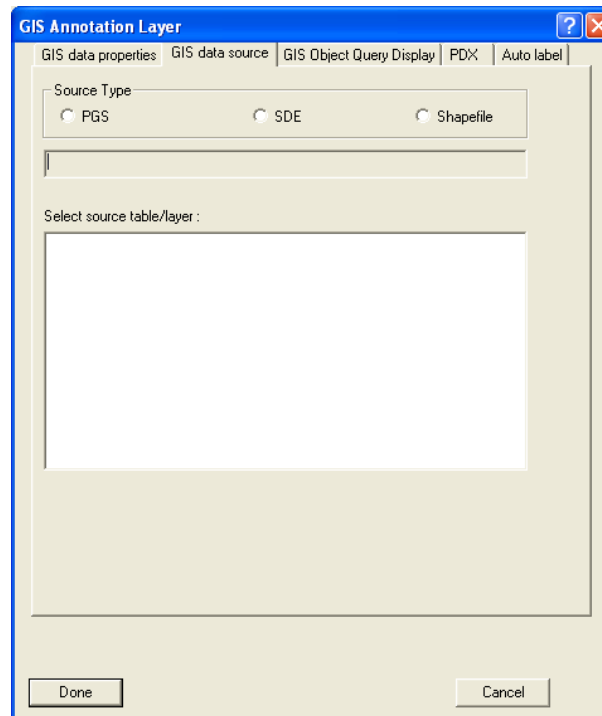 GIS Annotation Layer
GIS data properties GIS data source GIS Object Query Display PDX Auto label
Source Type
PGS SDE Shapefile
Select source table/layer :
Done Cancel